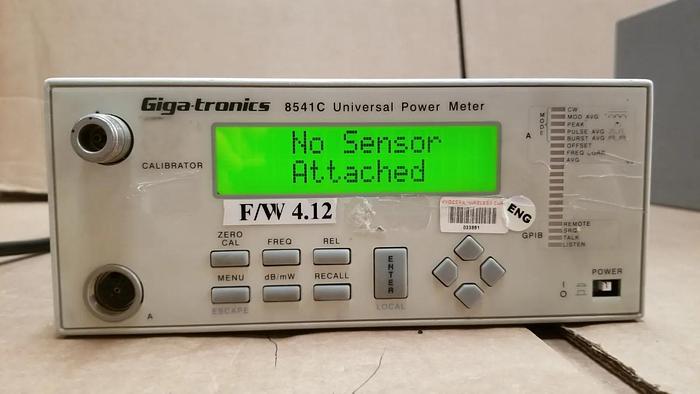 Giga-tronics 8541C Universal Power Meter
No Sensor
Attached
CALIBRATOR
F/W 4.12
033881
ENG
ZERO
CAL
FREQ
REL
MENU
dB/mW
RECALL
ESCAPE
ENTER
LOCAL
A
MODE
A
CW
MOD AVG
PEAK
PULSE AVG
BURST AVG
OFFSET
FREQ CORR
AVG
GPIB
REMOTE
SRQ
TALK
LISTEN
POWER
I
O